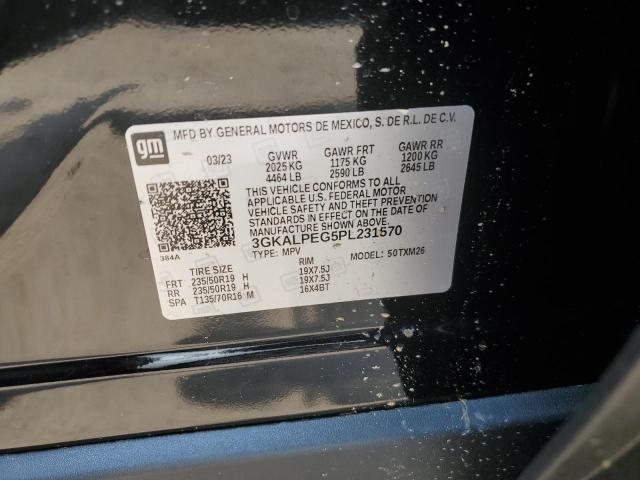 gm
MFD BY GENERAL MOTORS DE MEXICO, S. DE R.L. DE C.V.
03/23 GVWR GAWR FRT GAWR RR
2025 KG 1175 KG 1200 KG
4464 LB 2590 LB 2645 LB
THIS VEHICLE CONFORMS TO ALL
APPLICABLE U.S. FEDERAL MOTOR
VEHICLE SAFETY AND THEFT PREVENTION
STANDARDS IN EFFECT ON THE DATE OF
MANUFACTURE SHOWN ABOVE.
3GKALPEG5PL231570
384A TYPE: MPV MODEL: 50TXM26
TIRE SIZE RIM
FRT 235/50R19 H 19X7.5J
RR 235/50R19 H 19X7.5J
SPA T135/70R16 M 16X4BT